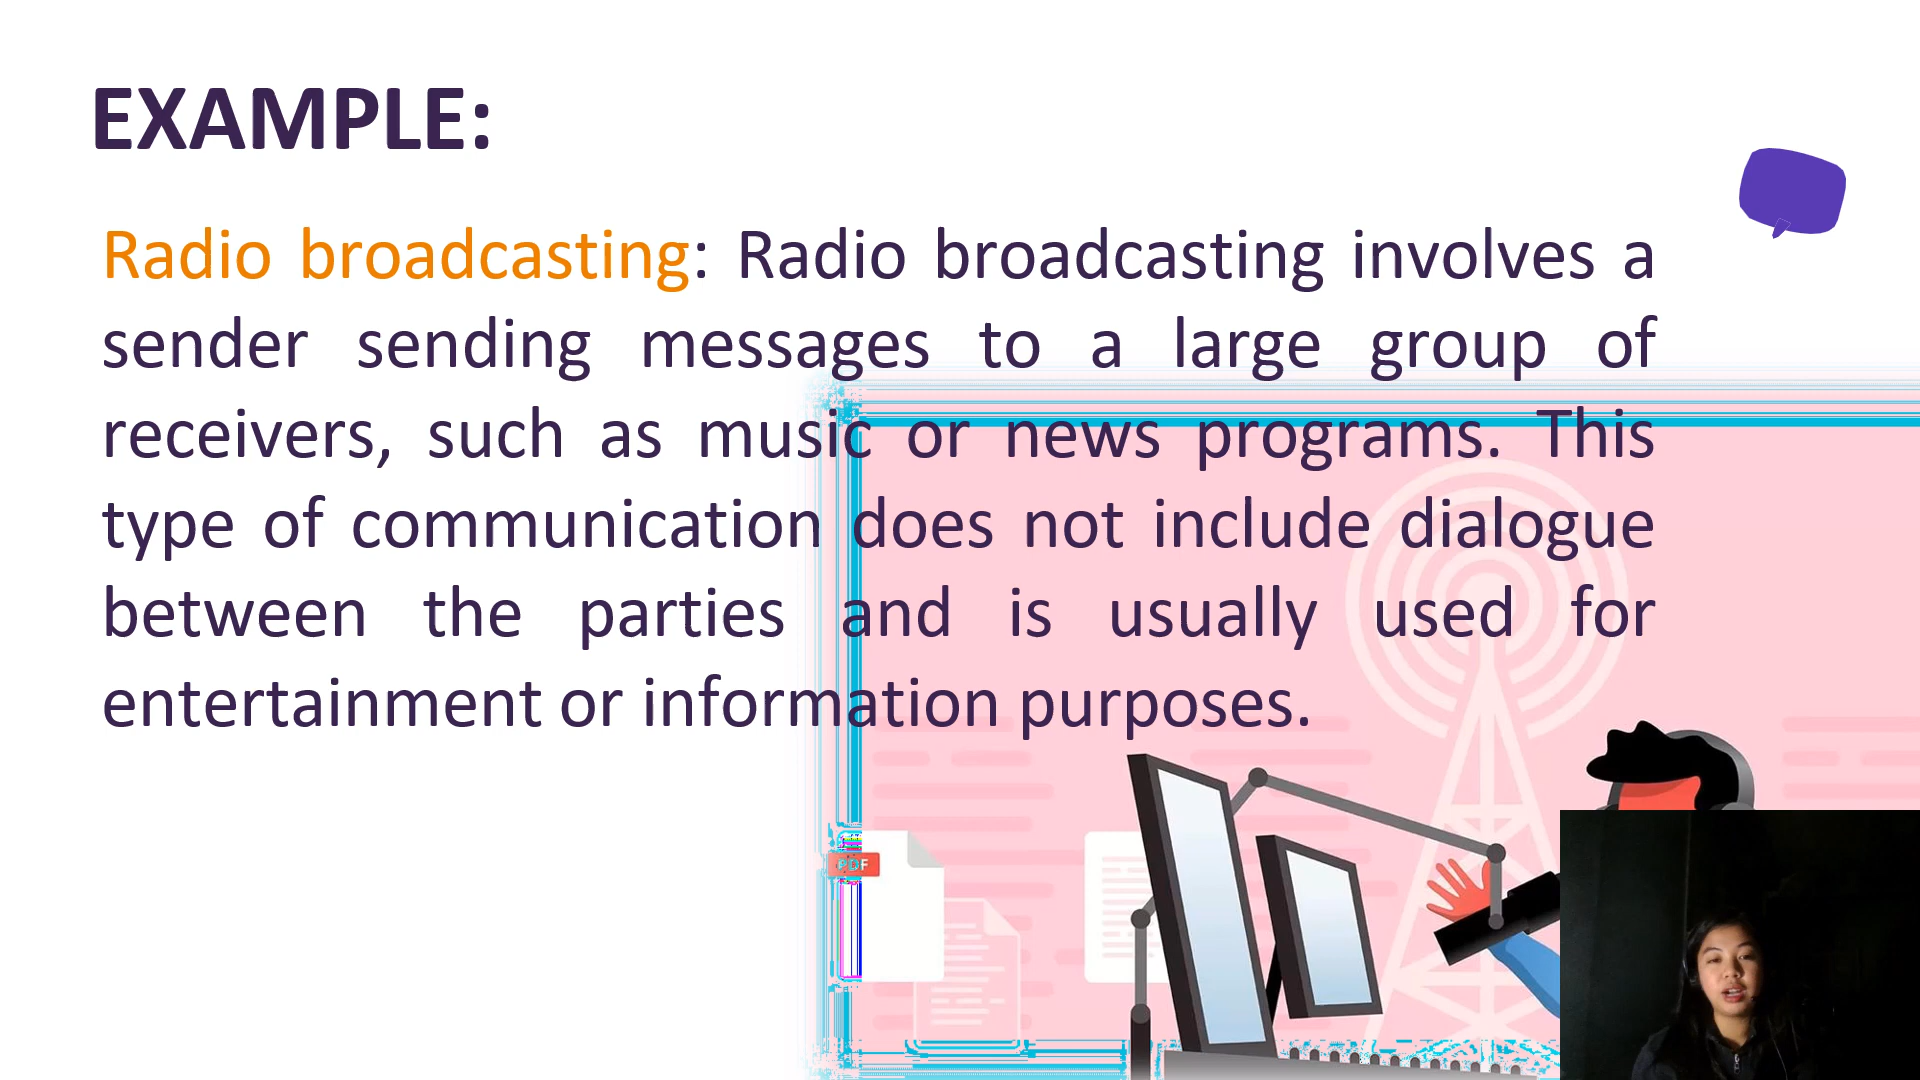 EXAMPLE:
Radio broadcasting: Radio broadcasting involves a
sender sending messages to a large group of
receivers, such as music or news programs. This
type of communication does not include dialogue
between the parties and is usually used for
entertainment or information purposes.
PDF